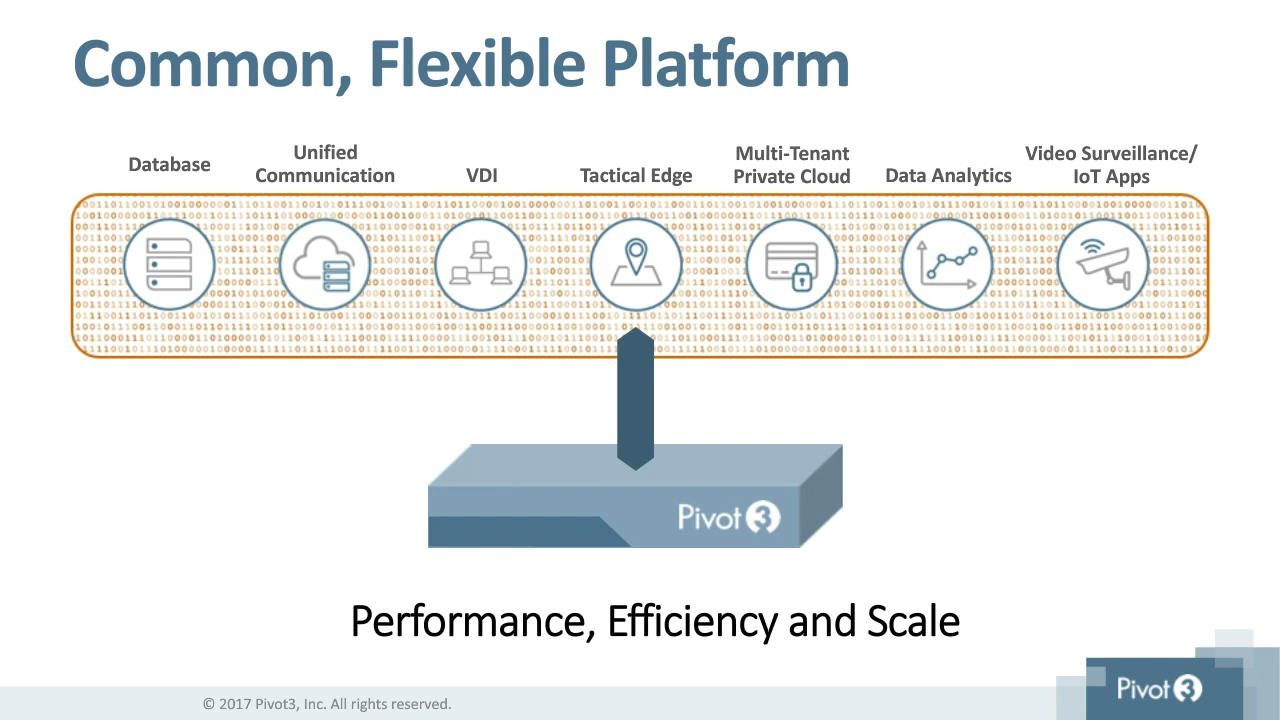 Common, Flexible Platform
Database
Unified
Communication
VDI
Tactical Edge
Multi-Tenant
Private Cloud
Data Analytics
Video Surveillance/
IoT Apps
Pivot3
Performance, Efficiency and Scale
© 2017 Pivot3, Inc. All rights reserved.
Pivot3